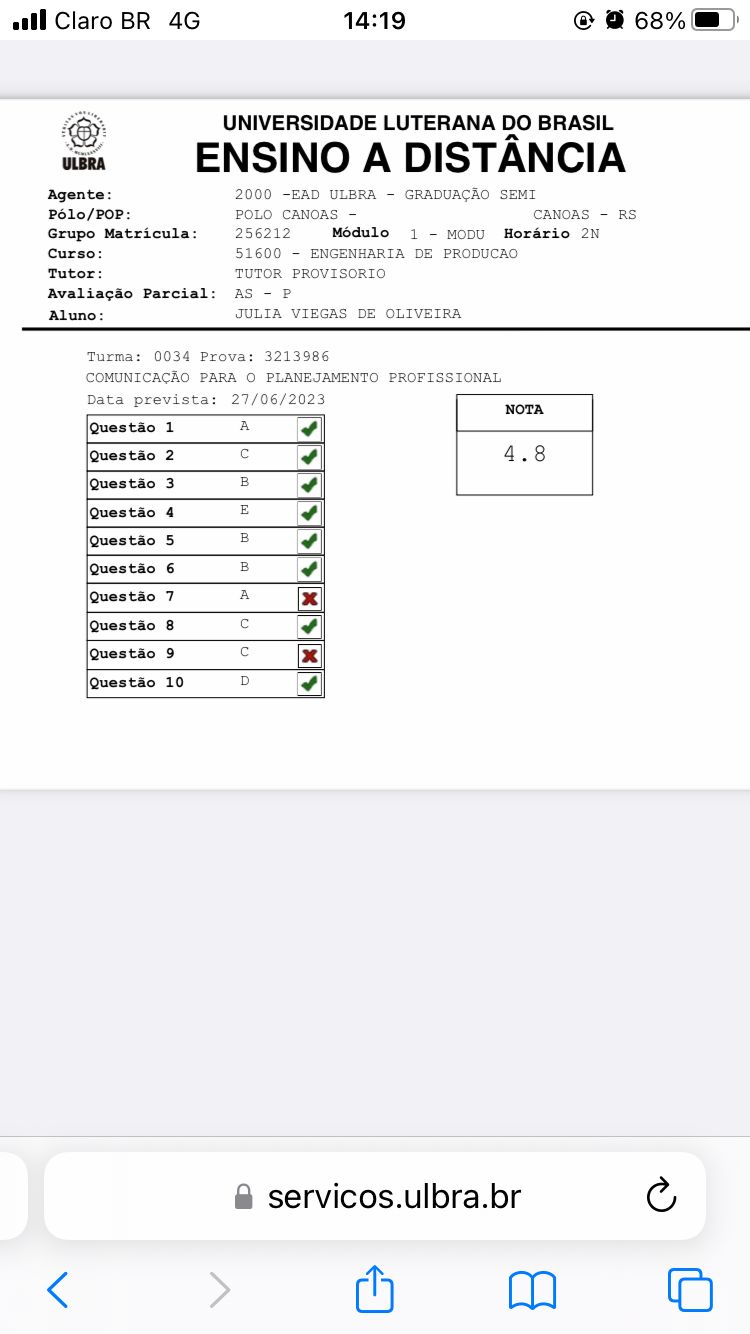 Claro BR 4G 14:19 68%
UNIVERSIDADE LUTERANA DO BRASIL
ENSINO A DISTÂNCIA
ULBRA
Agente: 2000 -EAD ULBRA - GRADUAÇÃO SEMI
Pólo/POP: POLO CANOAS - CANOAS - RS
Grupo Matrícula: 256212 Módulo 1 - MODU Horário 2N
Curso: 51600 - ENGENHARIA DE PRODUCAO
Tutor: TUTOR PROVISORIO
Avaliação Parcial: AS - P
Aluno: JULIA VIEGAS DE OLIVEIRA
Turma: 0034 Prova: 3213986
COMUNICAÇÃO PARA O PLANEJAMENTO PROFISSIONAL
Data prevista: 27/06/2023
NOTA
4.8
Questão 1 A
Questão 2 C
Questão 3 B
Questão 4 E
Questão 5 B
Questão 6 B
Questão 7 A
Questão 8 C
Questão 9 C
Questão 10 D
servicos.ulbra.br